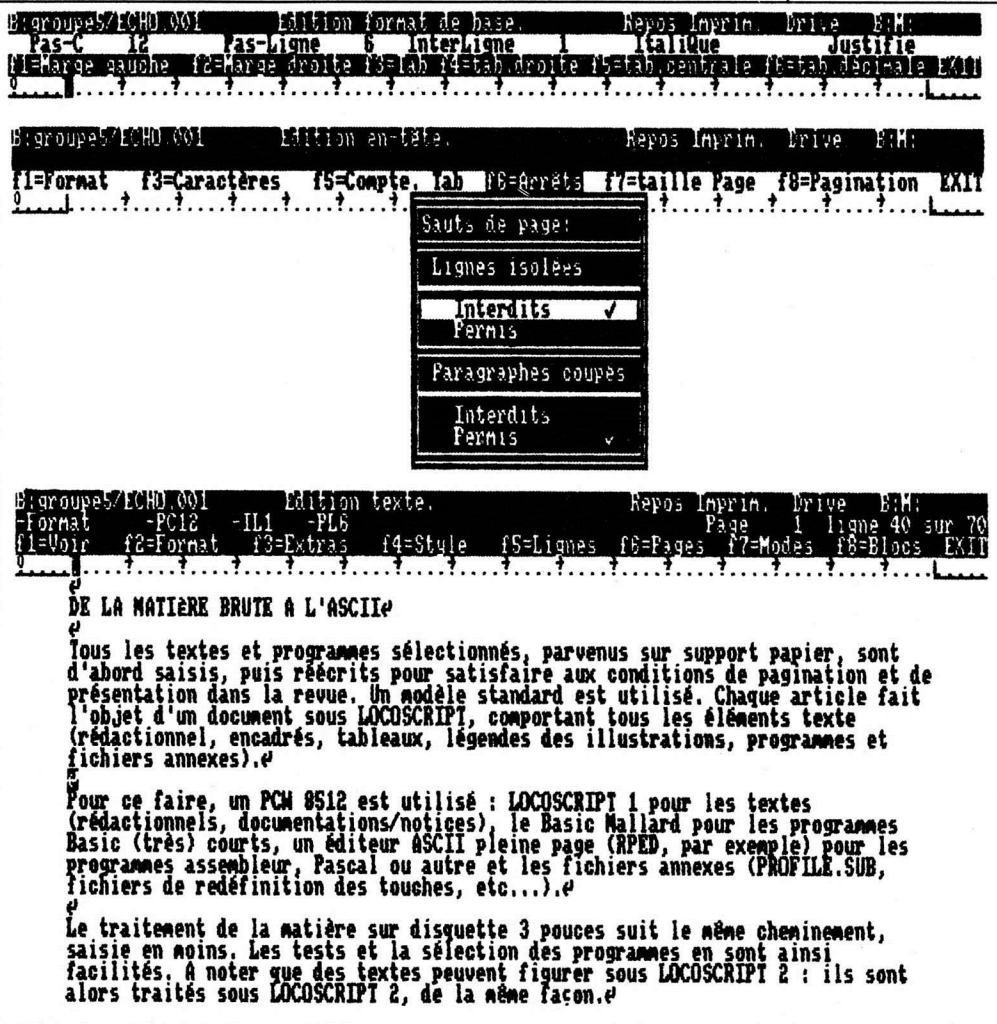 B:groupe5/ECHO.001 Edition format de base. Repos Imprim. Drive B:M:
Pas-C 12 Pas-Ligne 6 InterLigne 1 ItaliQue Justifie
f1=Marge gauche f2=Marge droite f3=Tab f4=tab.droite f5=tab.centrale f6=tab.décimale EXIT
0
B:groupe5/ECHO.001 Edition en-tête. Repos Imprim. Drive B:M:
f1=Format f3=Caractères f5=Compte. Tab f6=Arrêts f7=taille Page f8=Pagination EXIT
0
Sauts de page:
Lignes isolées
Interdits ✓
Permis
Paragraphes coupés
Interdits
Permis ✓
B:groupe5/ECHO.001 Edition texte. Repos Imprim. Drive B:M:
-Format -PC12 -IL1 -PL6 Page 1 ligne 40 sur 70
f1=Voir f2=Format f3=Extras f4=Style f5=Lignes f6=Pages f7=Modes f8=Blocs EXIT
0
↵
DE LA MATIèRE BRUTE A L'ASCII↵
↵
Tous les textes et programmes sélectionnés, parvenus sur support papier, sont
d'abord saisis, puis réécrits pour satisfaire aux conditions de pagination et de
présentation dans la revue. Un modèle standard est utilisé. Chaque article fait
l'objet d'un document sous LOCOSCRIPT, comportant tous les éléments texte
(rédactionnel, encadrés, tableaux, légendes des illustrations, programmes et
fichiers annexes).↵
Pour ce faire, un PCW 8512 est utilisé : LOCOSCRIPT 1 pour les textes
(rédactionnels, documentations/notices), le Basic Mallard pour les programmes
Basic (très) courts, un éditeur ASCII pleine page (RPED, par exemple) pour les
programmes assembleur, Pascal ou autre et les fichiers annexes (PROFILE.SUB,
fichiers de redéfinition des touches, etc...).↵
↵
Le traitement de la matière sur disquette 3 pouces suit le même cheminement,
saisie en moins. Les tests et la sélection des programmes en sont ainsi
facilités. A noter que des textes peuvent figurer sous LOCOSCRIPT 2 : ils sont
alors traités sous LOCOSCRIPT 2, de la même façon.↵